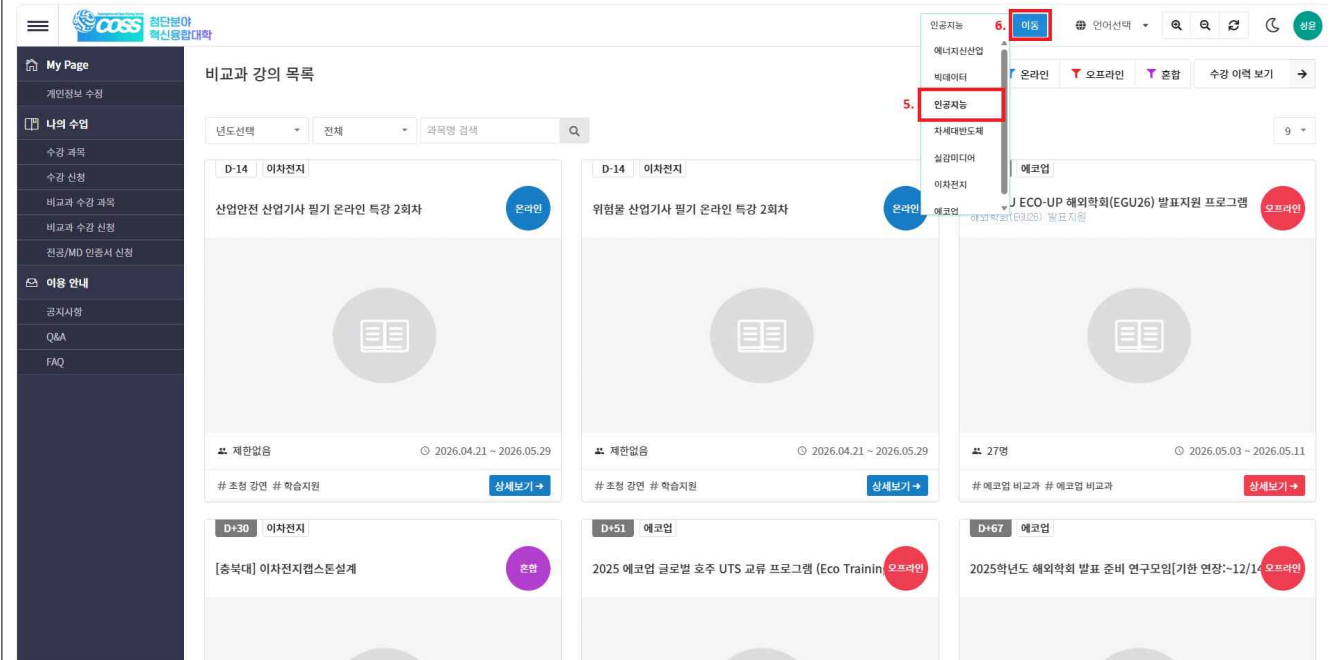 COSS 첨단분야
혁신융합대학
인공지능
6.
이동
언어선택
성윤
My Page
개인정보 수정
나의 수업
수강 과목
수강 신청
비교과 수강 과목
비교과 수강 신청
전공/MD 인증서 신청
이용 안내
공지사항
Q&A
FAQ
비교과 강의 목록
온라인
오프라인
혼합
수강 이력 보기 →
에너지신산업
빅데이터
5.
인공지능
차세대반도체
실감미디어
이차전지
에코업
년도선택
전체
과목명 검색
9
D-14 이차전지
산업안전 산업기사 필기 온라인 특강 2회차
온라인
제한없음
2026.04.21 ~ 2026.05.29
# 초청 강연 # 학습지원
상세보기 →
D-14 이차전지
위험물 산업기사 필기 온라인 특강 2회차
온라인
제한없음
2026.04.21 ~ 2026.05.29
# 초청 강연 # 학습지원
상세보기 →
에코업
ECO-UP 해외학회(EGU26) 발표지원 프로그램
해외학회(EGU26) 발표지원
오프라인
27명
2026.05.03 ~ 2026.05.11
# 에코업 비교과 # 에코업 비교과
상세보기 →
D+30 이차전지
[충북대] 이차전지캡스톤설계
혼합
D+51 에코업
2025 에코업 글로벌 호주 UTS 교류 프로그램 (Eco Trainin
오프라인
D+67 에코업
2025학년도 해외학회 발표 준비 연구모임[기한 연장:~12/14
오프라인